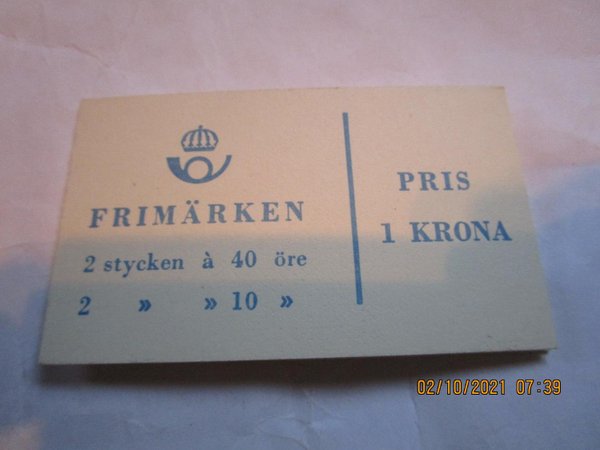 FRIMÄRKEN
2 stycken à 40 öre
2 » » 10 »
PRIS
1 KRONA
02/10/2021 07:39